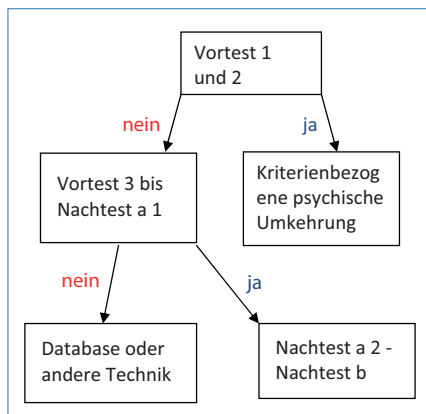 Vortest 1
und 2
nein
ja
Vortest 3 bis
Nachtest a 1
Kriterienbezog
ene psychische
Umkehrung
nein
ja
Database oder
andere Technik
Nachtest a 2 -
Nachtest b